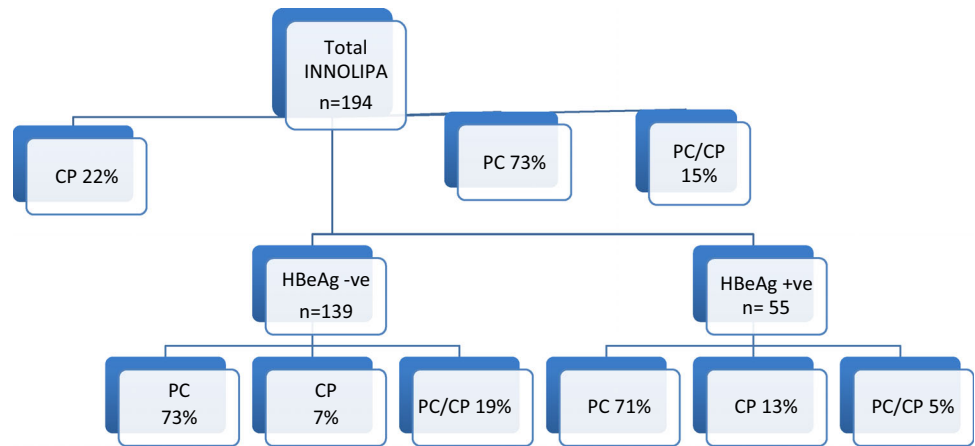 Total
INNOLIPA
n=194
CP 22%
PC 73%
PC/CP
15%
HBeAg -ve
n=139
HBeAg +ve
n= 55
PC
73%
CP
7%
PC/CP 19%
PC 71%
CP 13%
PC/CP 5%